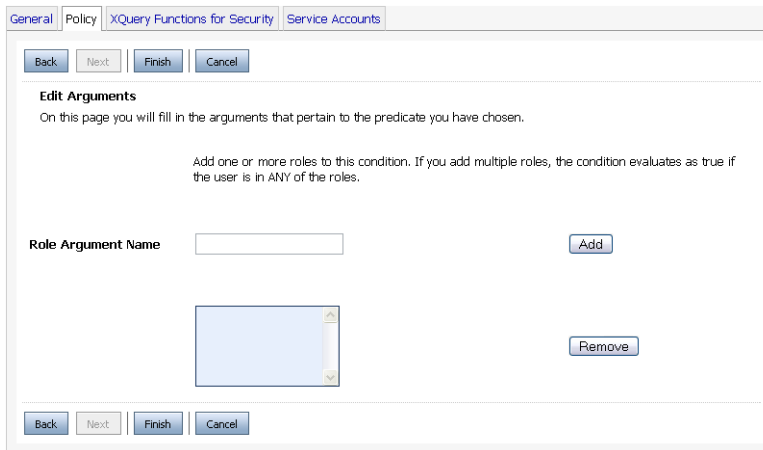 General Policy XQuery Functions for Security Service Accounts
Back Next Finish Cancel
Edit Arguments
On this page you will fill in the arguments that pertain to the predicate you have chosen.
Add one or more roles to this condition. If you add multiple roles, the condition evaluates as true if
the user is in ANY of the roles.
Role Argument Name Add
Remove
Back Next Finish Cancel